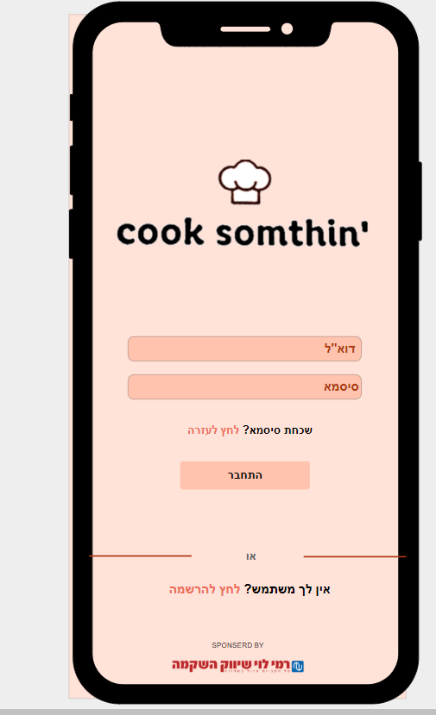 cook somthin'
דוא"ל
סיסמא
שכחת סיסמא? לחץ לעזרה
התחבר
או
אין לך משתמש? לחץ להרשמה
SPONSERD BY
רמי לוי שיווק השקמה